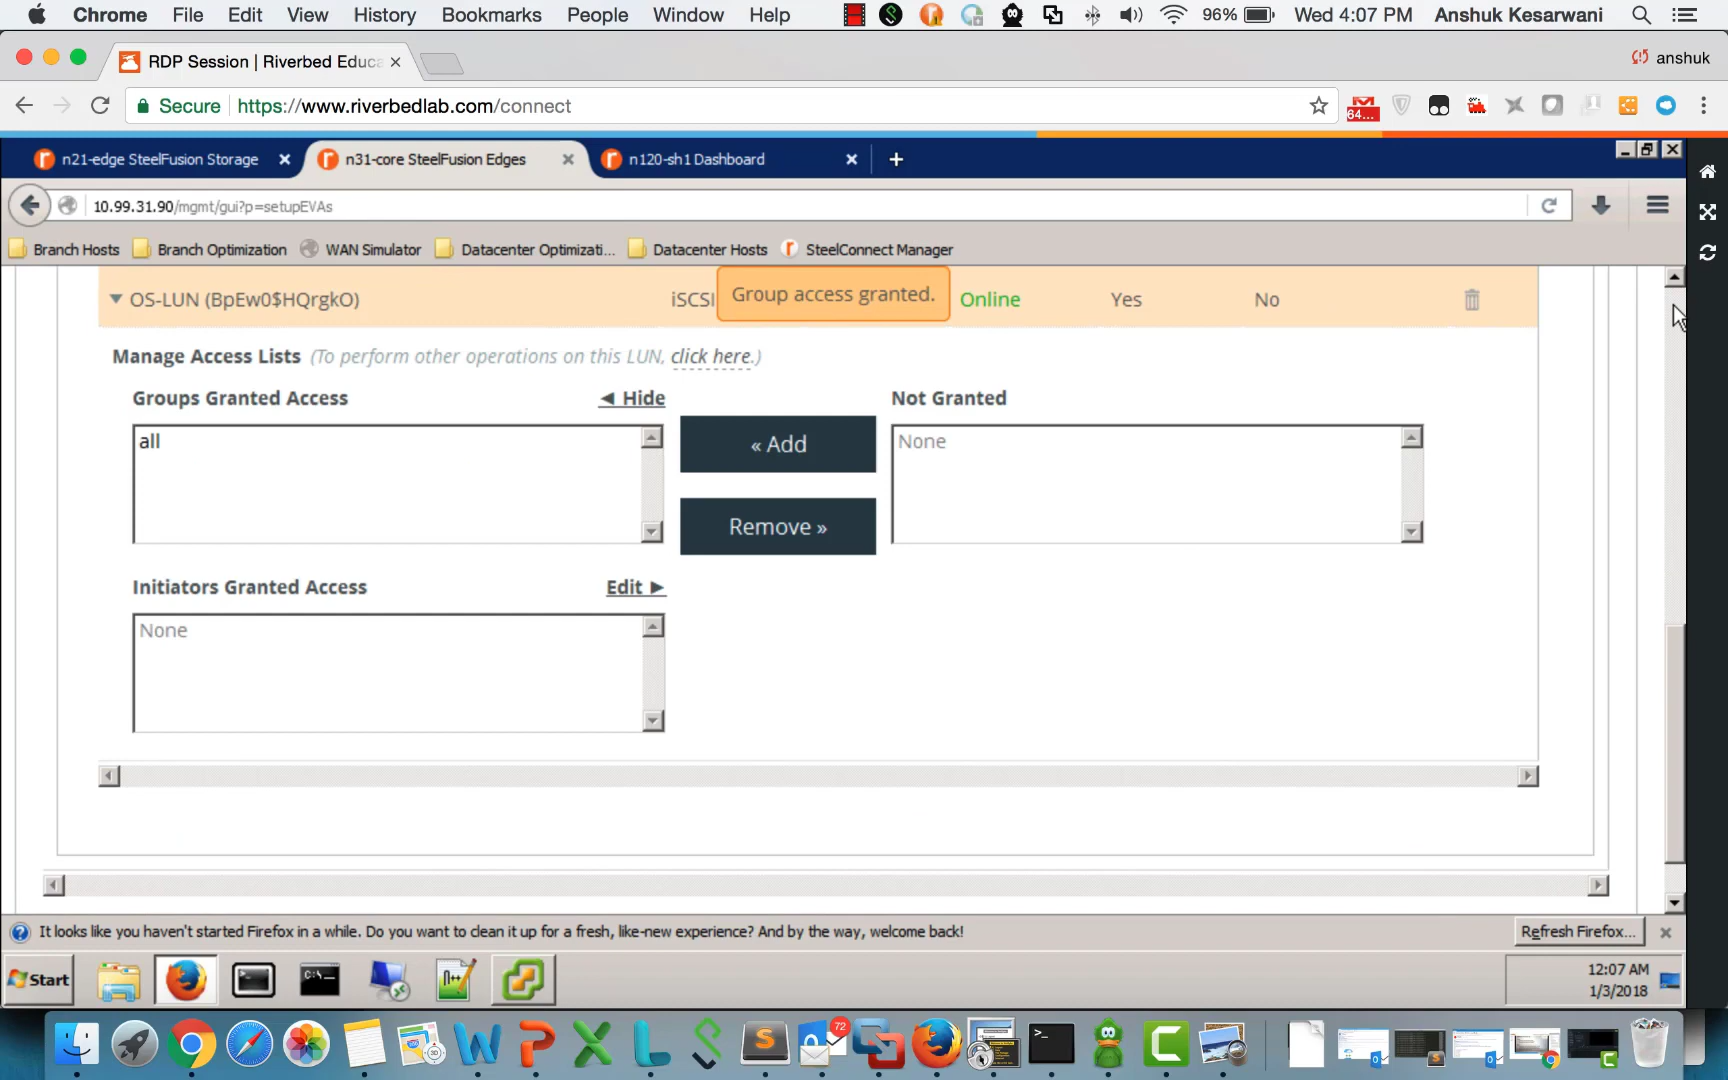 Chrome File Edit View History Bookmarks People Window Help 96% Wed 4:07 PM Anshuk Kesarwani
RDP Session | Riverbed Educa anshuk
Secure https://www.riverbedlab.com/connect
n21-edge SteelFusion Storage n31-core SteelFusion Edges n120-sh1 Dashboard
10.99.31.90/mgmt/gui?p=setupEVAs
Branch Hosts Branch Optimization WAN Simulator Datacenter Optimizati... Datacenter Hosts SteelConnect Manager
OS-LUN (BpEw0$HQrgkO) iSCSI Group access granted. Online Yes No
Manage Access Lists (To perform other operations on this LUN, click here.)
Groups Granted Access ◄ Hide Not Granted
all « Add None
Remove »
Initiators Granted Access Edit ►
None
It looks like you haven't started Firefox in a while. Do you want to clean it up for a fresh, like-new experience? And by the way, welcome back! Refresh Firefox...
Start 12:07 AM
1/3/2018
72